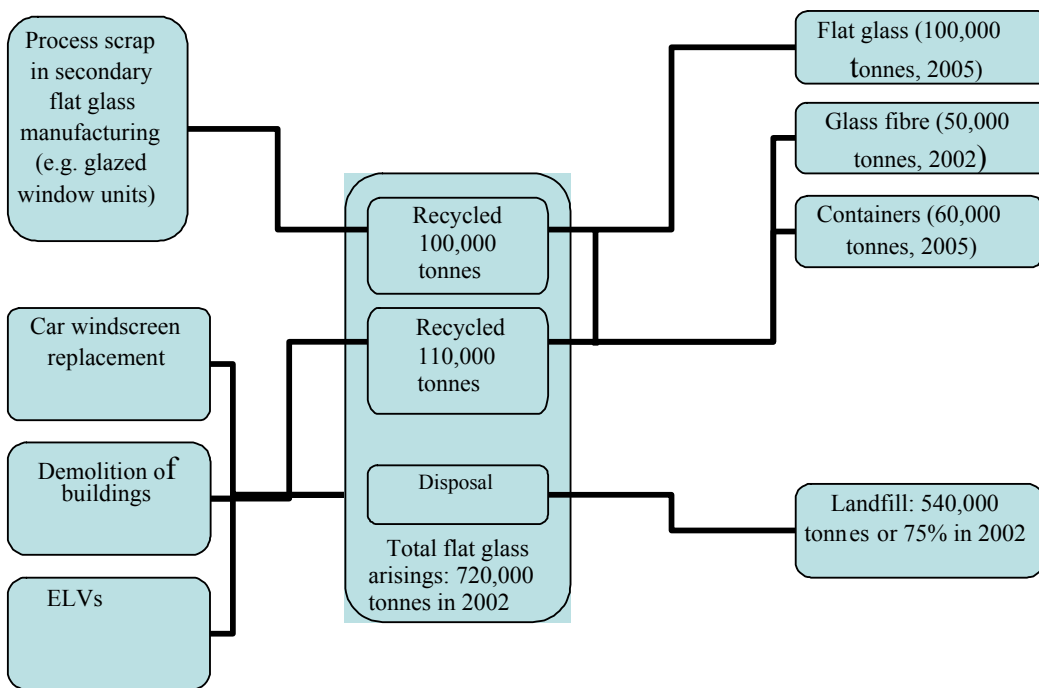 Process scrap
in secondary
flat glass
manufacturing
(e.g. glazed
window units)
Car windscreen
replacement
Demolition of
buildings
ELVs
Recycled
100,000
tonnes
Recycled
110,000
tonnes
Disposal
Total flat glass
arisings: 720,000
tonnes in 2002
Flat glass (100,000
tonnes, 2005)
Glass fibre (50,000
tonnes, 2002)
Containers (60,000
tonnes, 2005)
Landfill: 540,000
tonnes or 75% in 2002